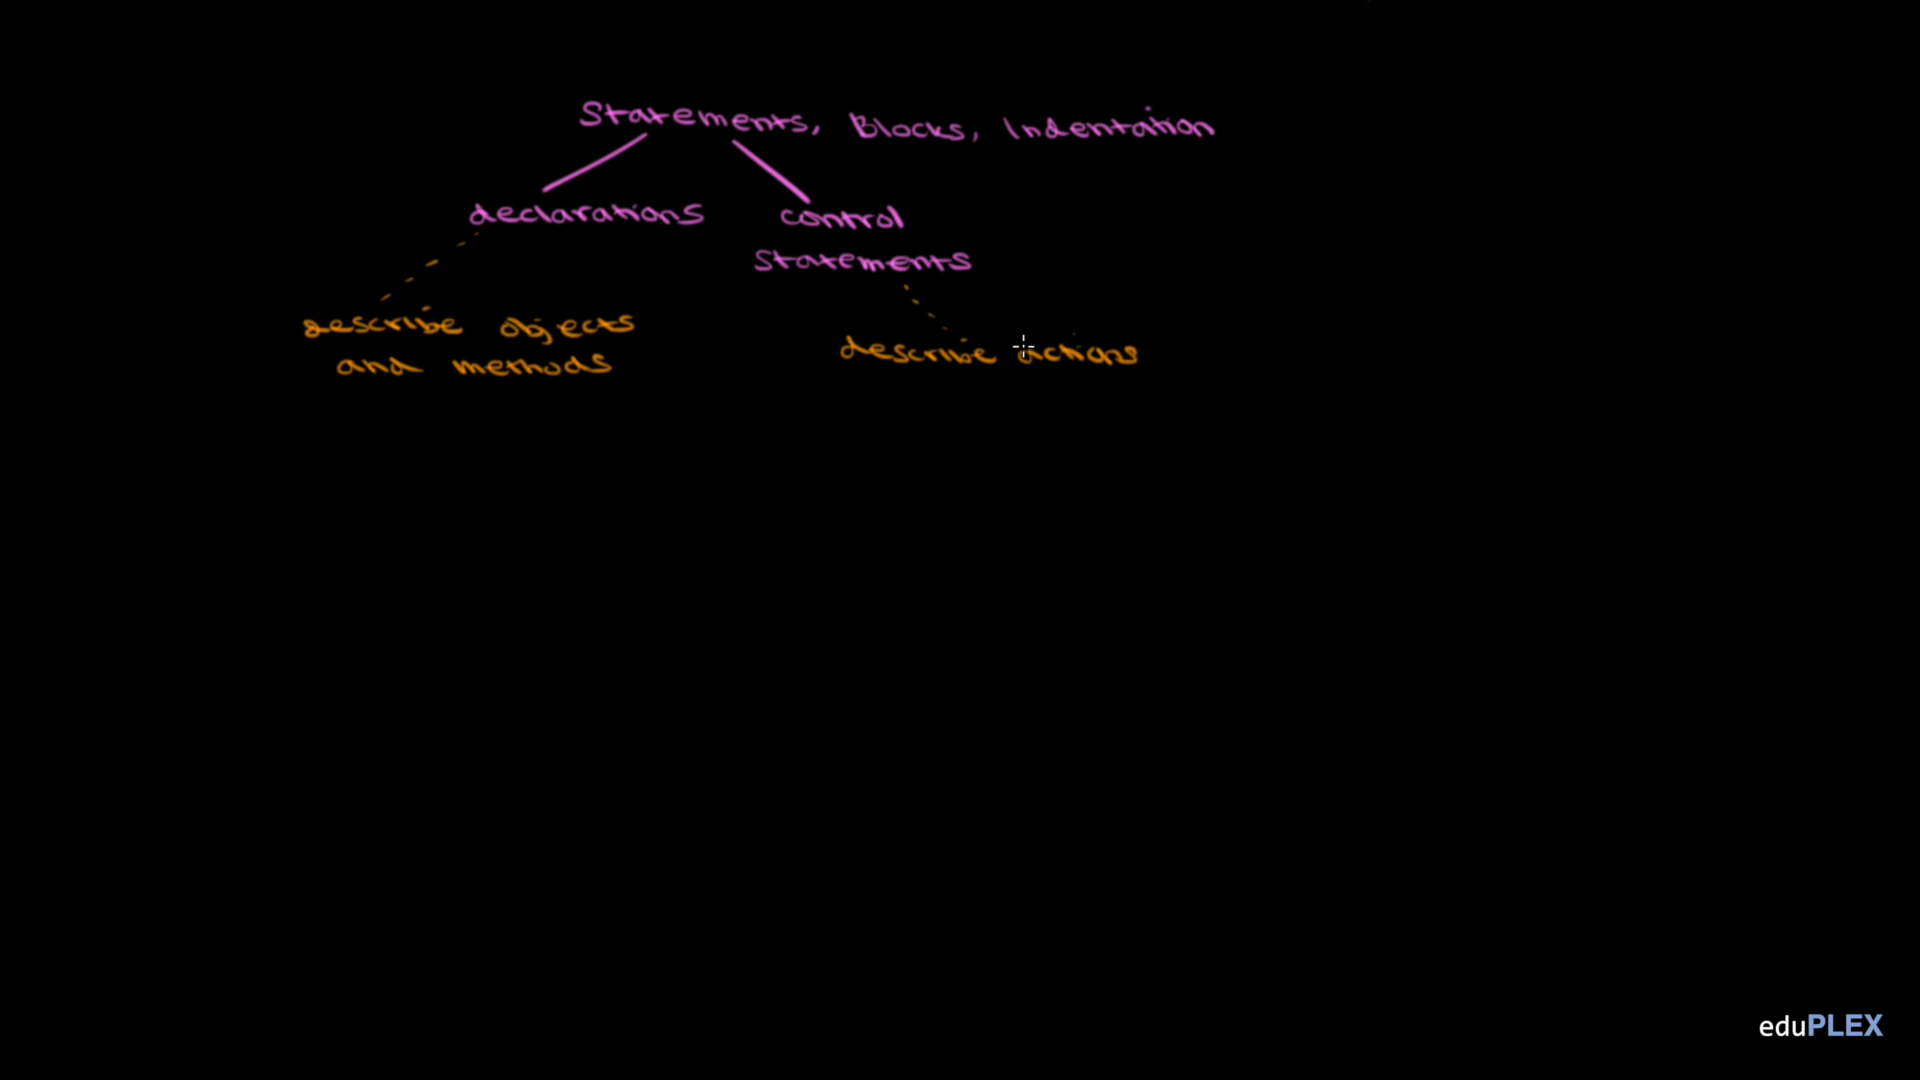 Statements, Blocks, Indentation
declarations
control
statements
describe objects
and methods
describe actions
eduPLEX